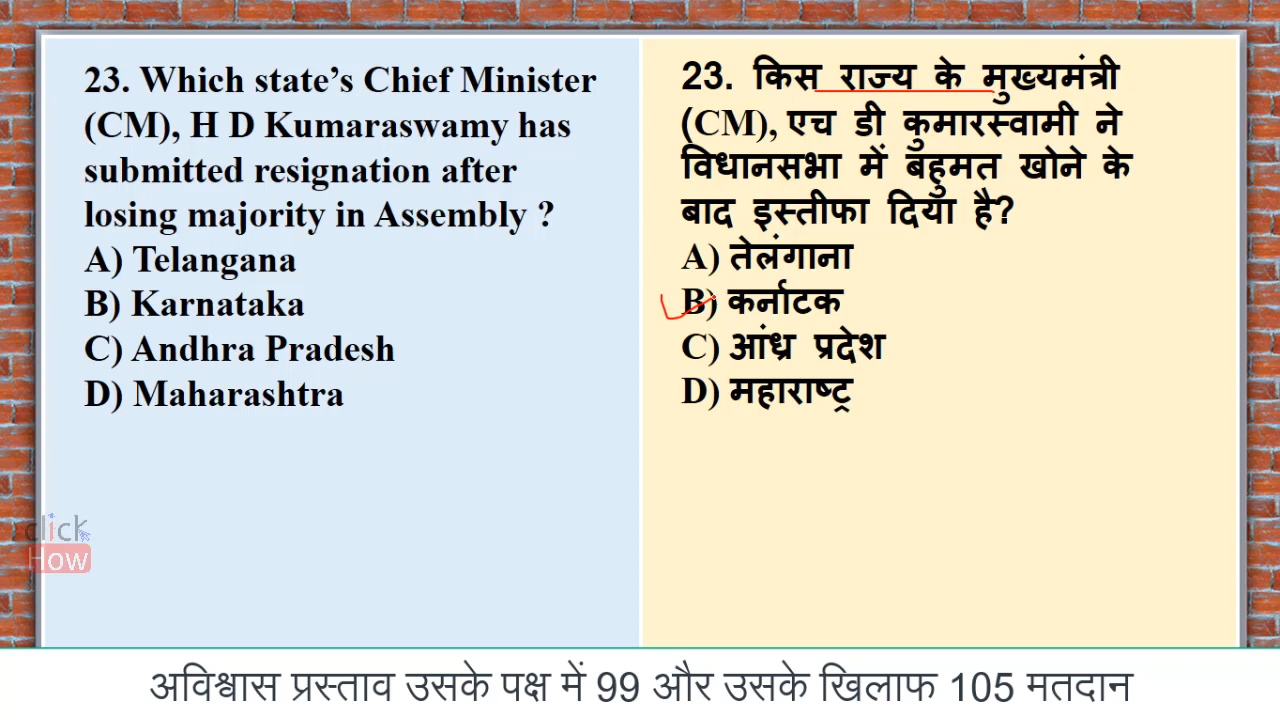 23. Which state’s Chief Minister
(CM), H D Kumaraswamy has
submitted resignation after
losing majority in Assembly ?
A) Telangana
B) Karnataka
C) Andhra Pradesh
D) Maharashtra
23. किस राज्य के मुख्यमंत्री
(CM), एच डी कुमारस्वामी ने
विधानसभा में बहुमत खोने के
बाद इस्तीफा दिया है?
A) तेलंगाना
B) कर्नाटक
C) आंध्र प्रदेश
D) महाराष्ट्र
click
How
अविश्वास प्रस्ताव उसके पक्ष में 99 और उसके खिलाफ 105 मतदान